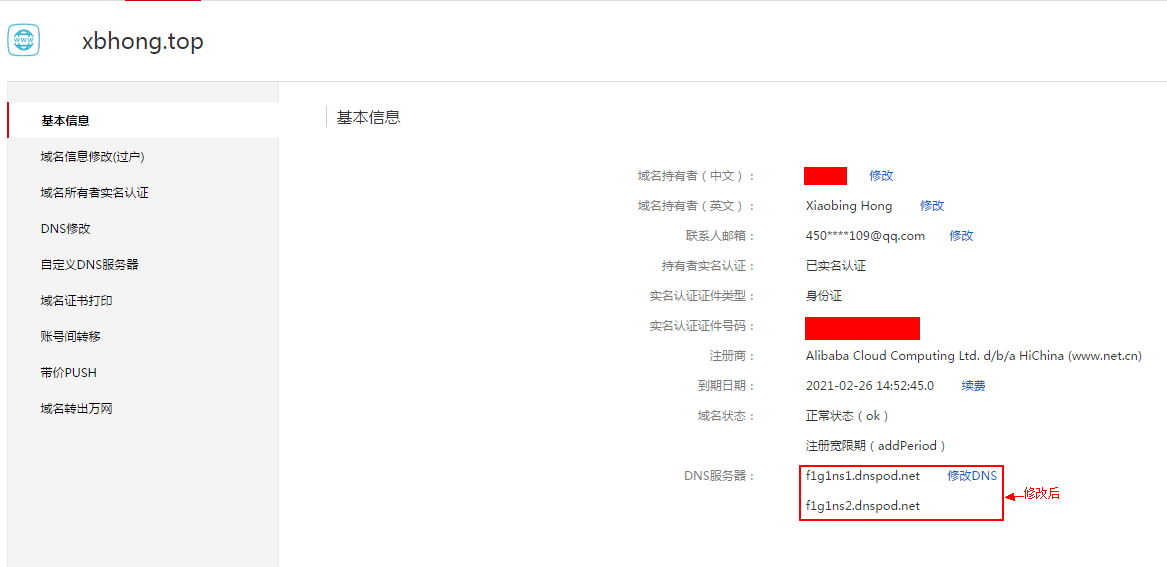 www
xbhong.top
基本信息
域名信息修改(过户)
域名所有者实名认证
DNS修改
自定义DNS服务器
域名证书打印
账号间转移
带价PUSH
域名转出万网
基本信息
域名持有者（中文）： 修改
域名持有者（英文）： Xiaobing Hong 修改
联系人邮箱： 450****109@qq.com 修改
持有者实名认证： 已实名认证
实名认证证件类型： 身份证
实名认证证件号码：
注册商： Alibaba Cloud Computing Ltd. d/b/a HiChina (www.net.cn)
到期日期： 2021-02-26 14:52:45.0 续费
域名状态： 正常状态（ok）
注册宽限期（addPeriod）
DNS服务器： f1g1ns1.dnspod.net 修改DNS
修改后
f1g1ns2.dnspod.net